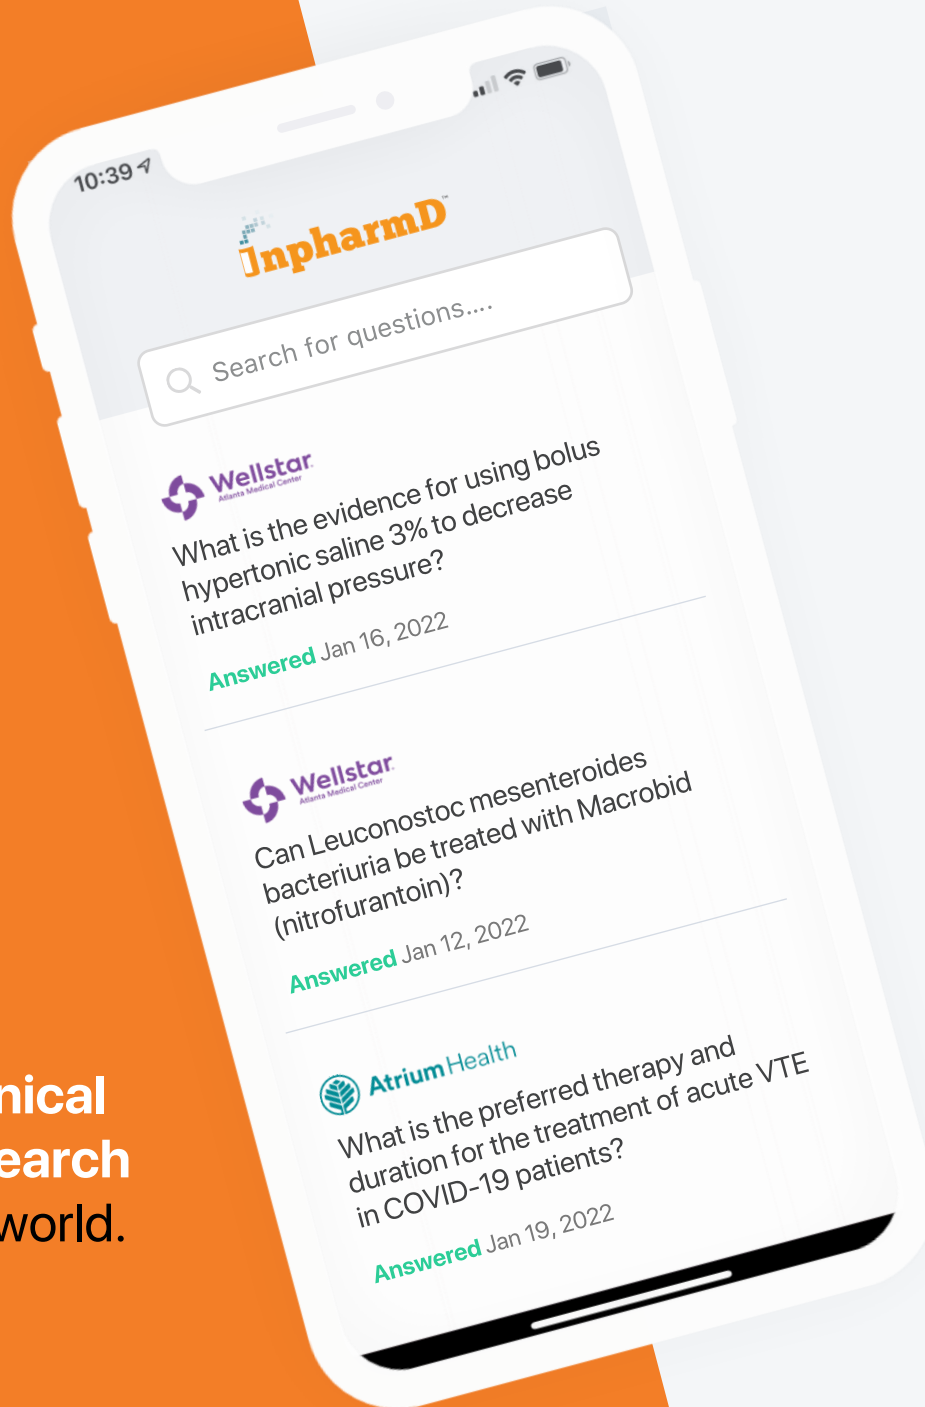 10:39
InpharmD™
Search for questions....
Wellstar
Atlanta Medical Center
What is the evidence for using bolus
hypertonic saline 3% to decrease
intracranial pressure?
Answered Jan 16, 2022
Wellstar
Atlanta Medical Center
Can Leuconostoc mesenteroides
bacteriuria be treated with Macrobid
(nitrofurantoin)?
Answered Jan 12, 2022
Atrium Health
What is the preferred therapy and
duration for the treatment of acute VTE
in COVID-19 patients?
Answered Jan 19, 2022
nical
earch
world.